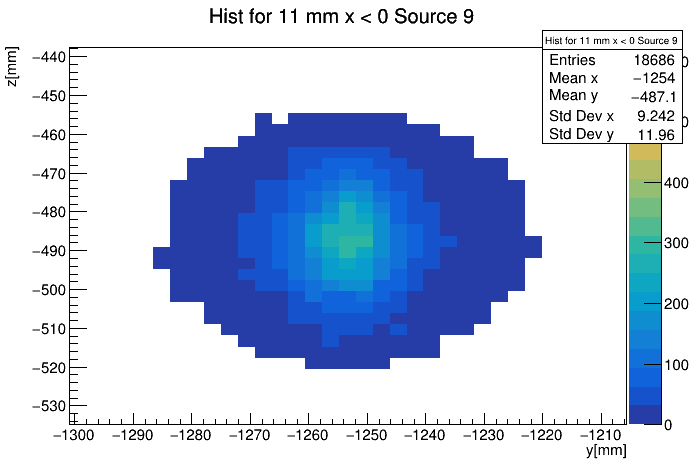 Hist for 11 mm x < 0 Source 9
z[mm]
−440
−450
−460
−470
−480
−490
−500
−510
−520
−530
−1300
−1290
−1280
−1270
−1260
−1250
−1240
−1230
−1220
−1210
y[mm]
Hist for 11 mm x < 0 Source 9
Entries 18686
Mean x −1254
Mean y −487.1
Std Dev x 9.242
Std Dev y 11.96
400
300
200
100
0